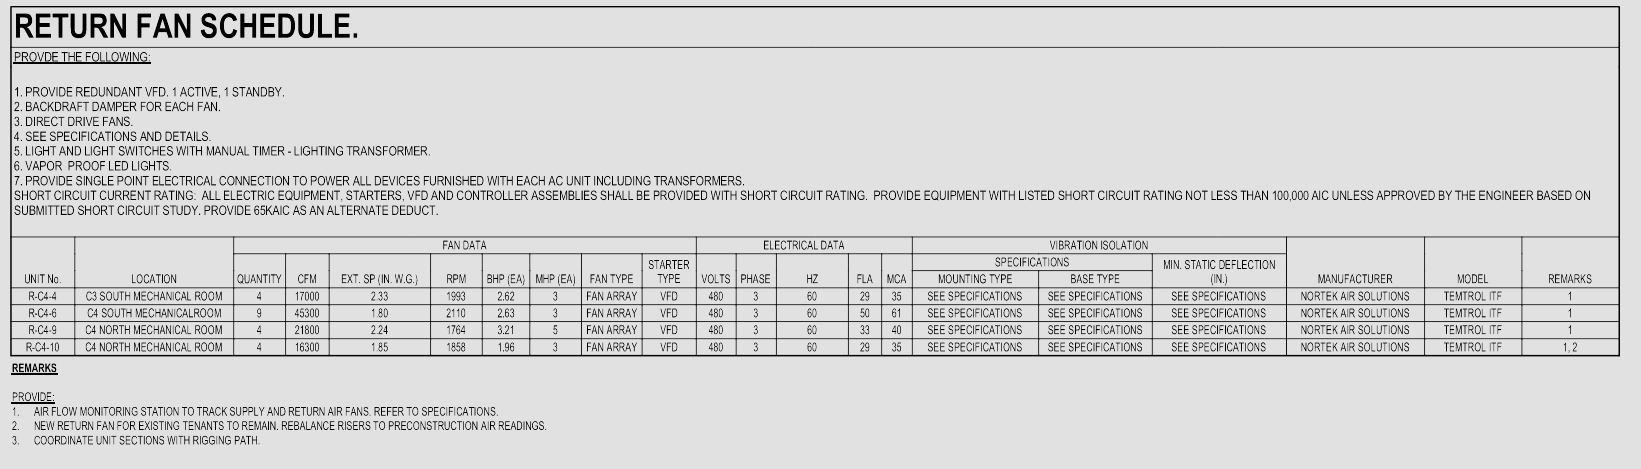 RETURN FAN SCHEDULE.
PROVDE THE FOLLOWING:
1. PROVIDE REDUNDANT VFD. 1 ACTIVE, 1 STANDBY.
2. BACKDRAFT DAMPER FOR EACH FAN.
3. DIRECT DRIVE FANS.
4. SEE SPECIFICATIONS AND DETAILS.
5. LIGHT AND LIGHT SWITCHES WITH MANUAL TIMER - LIGHTING TRANSFORMER.
6. VAPOR PROOF LED LIGHTS.
7. PROVIDE SINGLE POINT ELECTRICAL CONNECTION TO POWER ALL DEVICES FURNISHED WITH EACH AC UNIT INCLUDING TRANSFORMERS.
SHORT CIRCUIT CURRENT RATING: ALL ELECTRIC EQUIPMENT, STARTERS, VFD AND CONTROLLER ASSEMBLIES SHALL BE PROVIDED WITH SHORT CIRCUIT RATING. PROVIDE EQUIPMENT WITH LISTED SHORT CIRCUIT RATING NOT LESS THAN 100,000 AIC UNLESS APPROVED BY THE ENGINEER BASED ON
SUBMITTED SHORT CIRCUIT STUDY. PROVIDE 65KAIC AS AN ALTERNATE DEDUCT.
FAN DATA ELECTRICAL DATA VIBRATION ISOLATION
STARTER SPECIFICATIONS MIN. STATIC DEFLECTION
UNIT No. LOCATION QUANTITY CFM EXT. SP (IN. W.G.) RPM BHP (EA) MHP (EA) FAN TYPE TYPE VOLTS PHASE HZ FLA MCA MOUNTING TYPE BASE TYPE (IN.) MANUFACTURER MODEL REMARKS
R-C4-4 C3 SOUTH MECHANICAL ROOM 4 17000 2.33 1993 2.62 3 FAN ARRAY VFD 480 3 60 29 35 SEE SPECIFICATIONS SEE SPECIFICATIONS SEE SPECIFICATIONS NORTEK AIR SOLUTIONS TEMTROL ITF 1
R-C4-6 C4 SOUTH MECHANICALROOM 9 45300 1.80 2110 2.63 3 FAN ARRAY VFD 480 3 60 50 61 SEE SPECIFICATIONS SEE SPECIFICATIONS SEE SPECIFICATIONS NORTEK AIR SOLUTIONS TEMTROL ITF 1
R-C4-9 C4 NORTH MECHANICAL ROOM 4 21800 2.24 1764 3.21 5 FAN ARRAY VFD 480 3 60 33 40 SEE SPECIFICATIONS SEE SPECIFICATIONS SEE SPECIFICATIONS NORTEK AIR SOLUTIONS TEMTROL ITF 1
R-C4-10 C4 NORTH MECHANICAL ROOM 4 16300 1.85 1858 1.96 3 FAN ARRAY VFD 480 3 60 29 35 SEE SPECIFICATIONS SEE SPECIFICATIONS SEE SPECIFICATIONS NORTEK AIR SOLUTIONS TEMTROL ITF 1, 2
REMARKS
PROVIDE:
1. AIR FLOW MONITORING STATION TO TRACK SUPPLY AND RETURN AIR FANS. REFER TO SPECIFICATIONS.
2. NEW RETURN FAN FOR EXISTING TENANTS TO REMAIN. REBALANCE RISERS TO PRECONSTRUCTION AIR READINGS.
3. COORDINATE UNIT SECTIONS WITH RIGGING PATH.